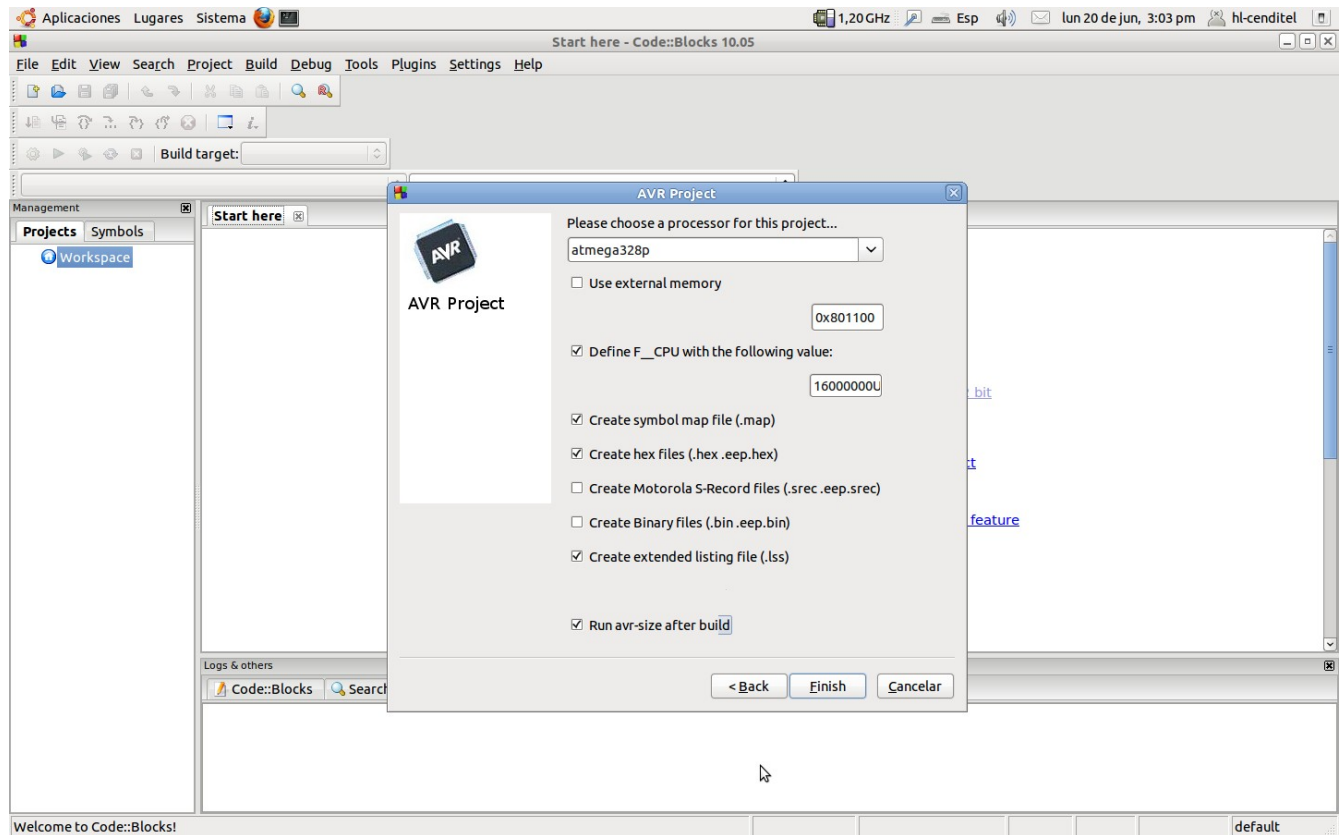 Aplicaciones Lugares Sistema 1,20 GHz Esp lun 20 de jun, 3:03 pm hl-cenditel
Start here - Code::Blocks 10.05
File Edit View Search Project Build Debug Tools Plugins Settings Help
Build target:
Management
Projects Symbols
Workspace
Start here
AVR Project
AVR
AVR Project
Please choose a processor for this project...
atmega328p
Use external memory
0x801100
Define F__CPU with the following value:
16000000U
Create symbol map file (.map)
Create hex files (.hex .eep.hex)
Create Motorola S-Record files (.srec .eep.srec)
Create Binary files (.bin .eep.bin)
Create extended listing file (.lss)
Run avr-size after build
< Back Finish Cancelar
bit
feature
Logs & others
Code::Blocks Search
Welcome to Code::Blocks! default